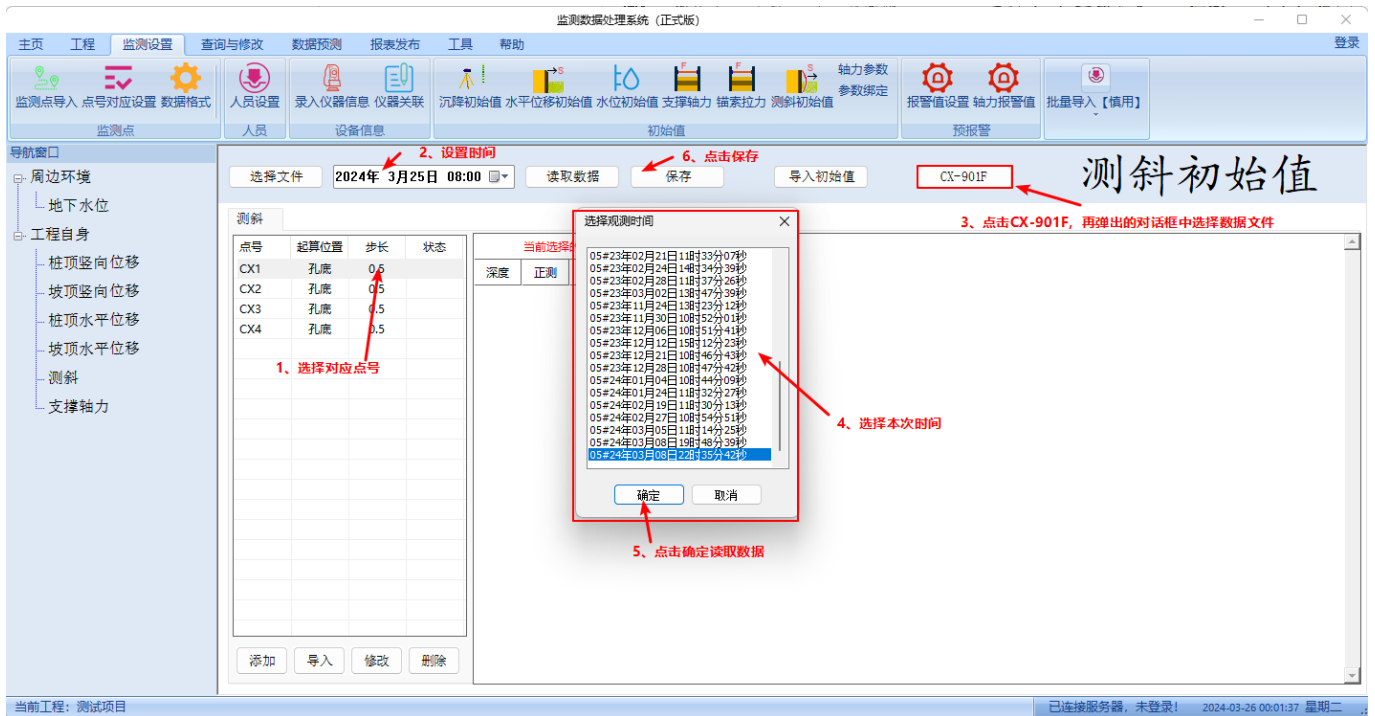 监测数据处理系统（正式版）
主页 工程 监测设置 查询与修改 数据预测 报表发布 工具 帮助 登录
监测点导入 点号对应设置 数据格式 人员设置 录入仪器信息 仪器关联 沉降初始值 水平位移初始值 水位初始值 支撑轴力 锚索拉力 测斜初始值 轴力参数 参数绑定 报警值设置 轴力报警值 批量导入【慎用】
监测点 人员 设备信息 初始值 预报警
导航窗口
周边环境
地下水位
工程自身
桩顶竖向位移
坡顶竖向位移
桩顶水平位移
坡顶水平位移
测斜
支撑轴力
2、设置时间
6、点击保存
选择文件 2024年 3月25日 08:00 读取数据 保存 导入初始值 CX-901F 测斜初始值
3、点击CX-901F，再弹出的对话框中选择数据文件
测斜
点号 起算位置 步长 状态
CX1 孔底 0.5
CX2 孔底 0.5
CX3 孔底 0.5
CX4 孔底 0.5
1、选择对应点号
添加 导入 修改 删除
当前选择的
深度 正测
选择观测时间
05#23年02月21日11时33分07秒
05#23年02月24日14时34分39秒
05#23年02月28日11时37分26秒
05#23年03月02日13时47分39秒
05#23年11月24日13时23分12秒
05#23年11月30日10时52分01秒
05#23年12月06日10时51分41秒
05#23年12月12日15时12分23秒
05#23年12月21日10时46分43秒
05#23年12月28日10时47分42秒
05#24年01月04日10时44分09秒
05#24年01月24日11时32分27秒
05#24年02月19日11时30分13秒
05#24年02月27日10时54分51秒
05#24年03月05日11时14分25秒
05#24年03月08日19时48分39秒
05#24年03月08日22时35分42秒
确定 取消
4、选择本次时间
5、点击确定读取数据
当前工程：测试项目 已连接服务器，未登录！ 2024-03-26 00:01:37 星期二